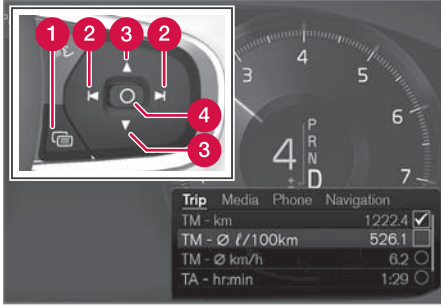 1
2
3
2
4
3
3
4
5
6
7
4
P
R
N
± D
Trip Media Phone Navigation
TM - km 1222.4
TM - Ø ℓ/100km 526.1
TM - Ø km/h 6.2
TA - hr:min 1:29